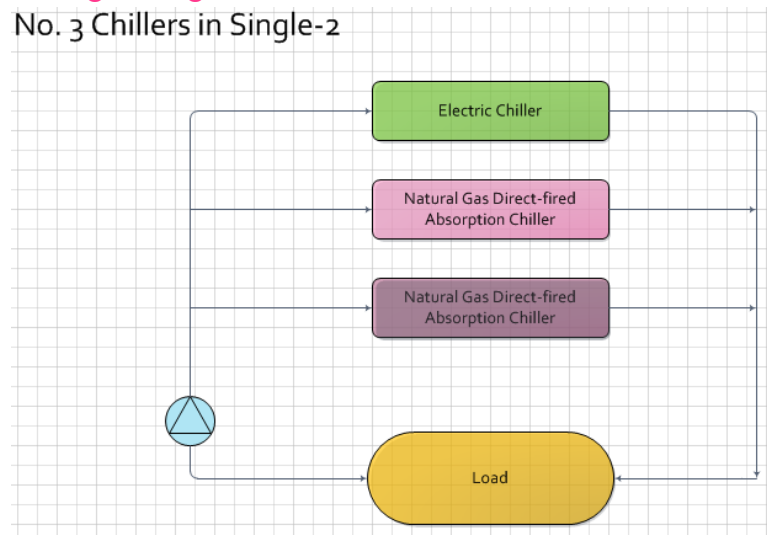 No. 3 Chillers in Single-2
Electric Chiller
Natural Gas Direct-fired
Absorption Chiller
Natural Gas Direct-fired
Absorption Chiller
Load